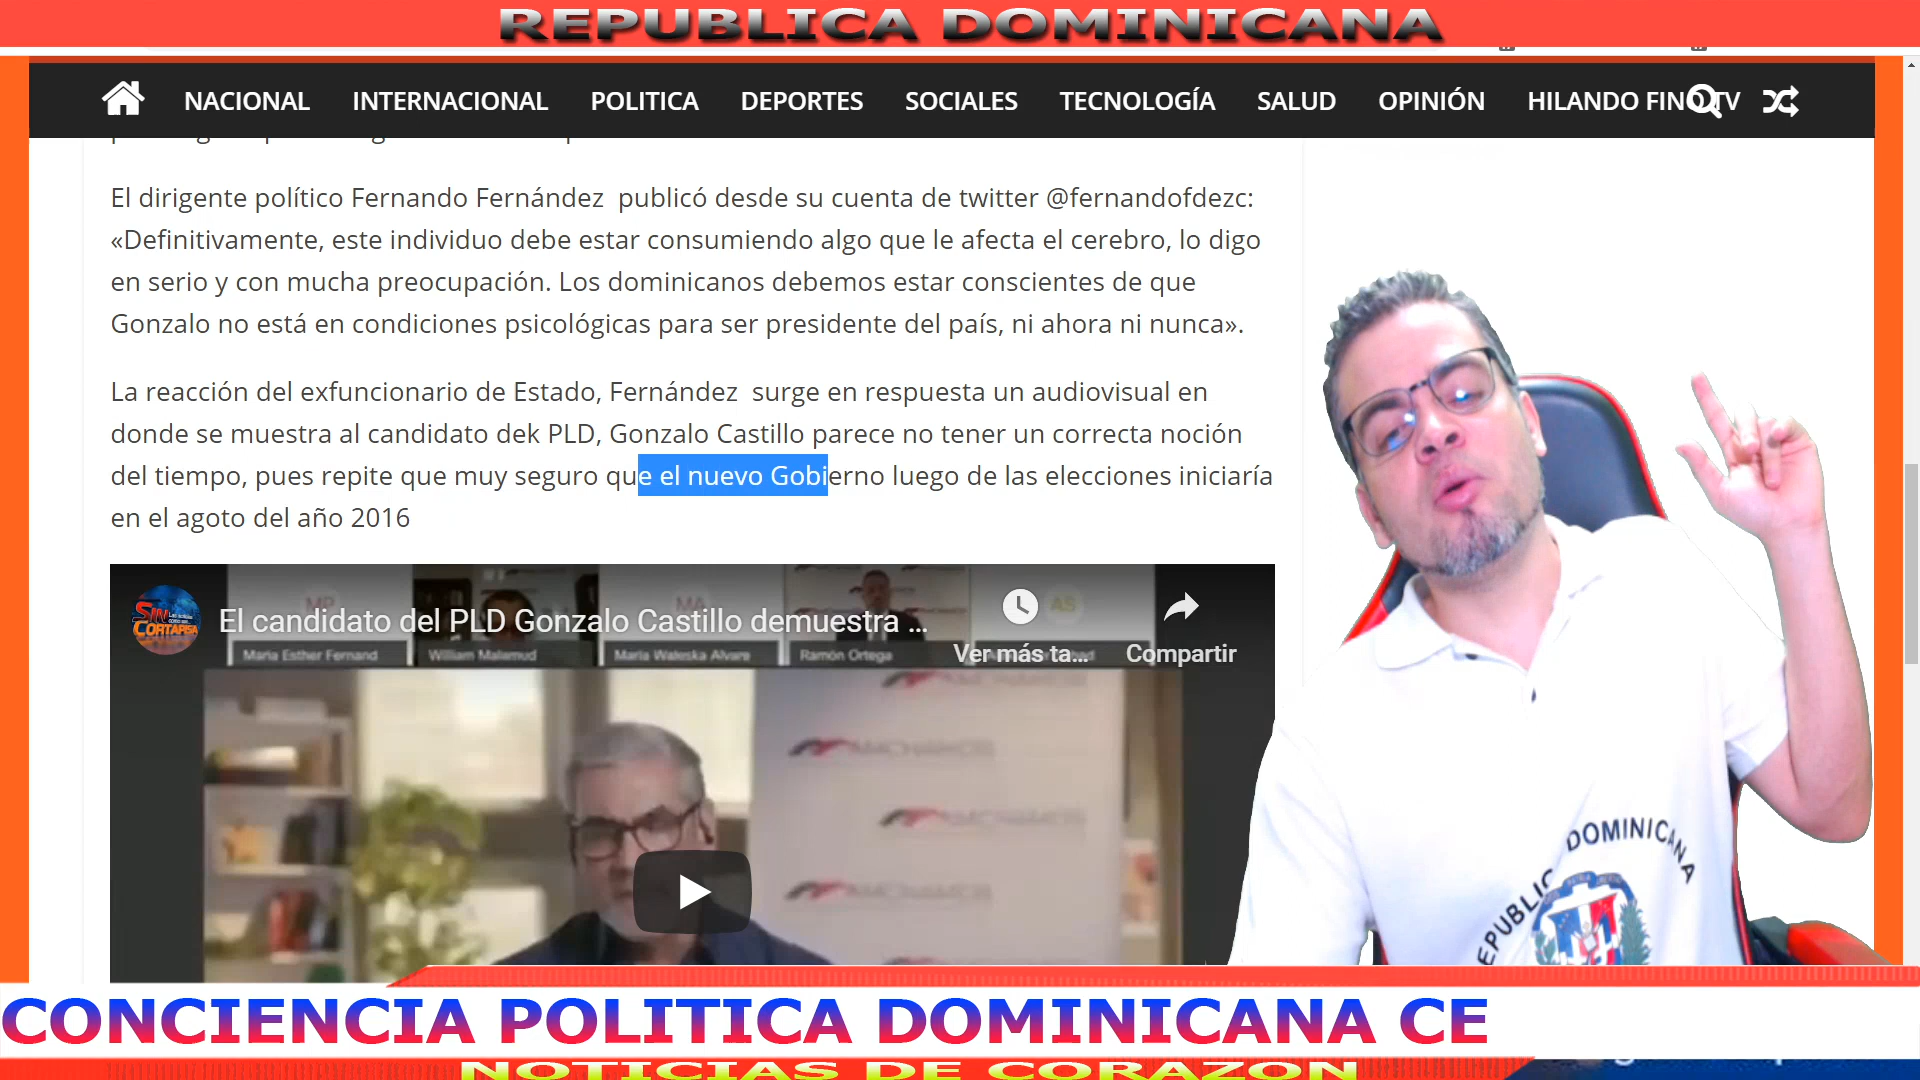 REPUBLICA DOMINICANA
NACIONAL INTERNACIONAL POLITICA DEPORTES SOCIALES TECNOLOGÍA SALUD OPINIÓN HILANDO FINO TV
El dirigente político Fernando Fernández publicó desde su cuenta de twitter @fernandofdezc:
«Definitivamente, este individuo debe estar consumiendo algo que le afecta el cerebro, lo digo
en serio y con mucha preocupación. Los dominicanos debemos estar conscientes de que
Gonzalo no está en condiciones psicológicas para ser presidente del país, ni ahora ni nunca».
La reacción del exfuncionario de Estado, Fernández surge en respuesta un audiovisual en
donde se muestra al candidato dek PLD, Gonzalo Castillo parece no tener un correcta noción
del tiempo, pues repite que muy seguro que el nuevo Gobierno luego de las elecciones iniciaría
en el agoto del año 2016
SIN CORTAPISA
El candidato del PLD Gonzalo Castillo demuestra ...
MP MA AS
Maria Esther Fernand William Malamud Maria Waleska Alvare Ramón Ortega
Ver más ta... Compartir
REPUBLICA DOMINICANA
CONCIENCIA POLITICA DOMINICANA CE
NOTICIAS DE CORAZON